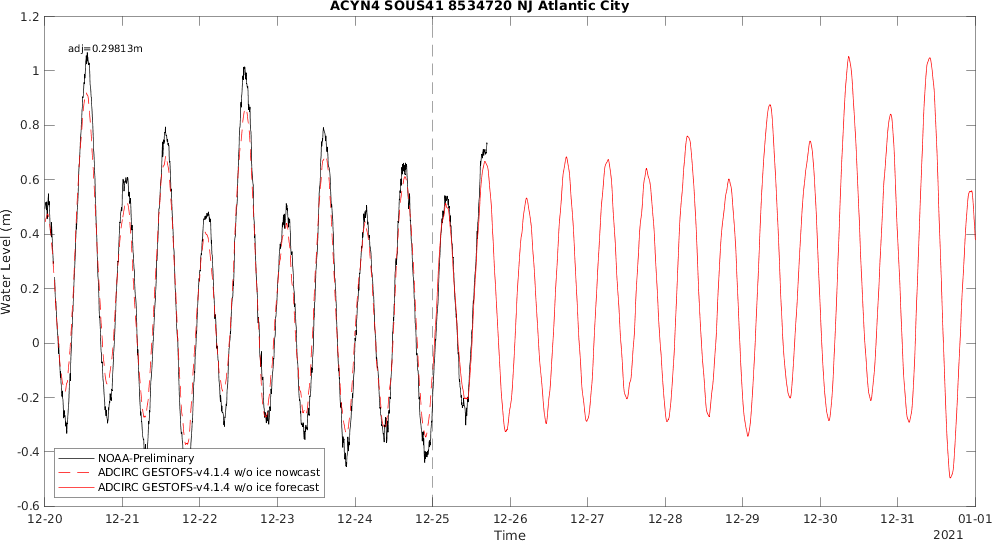 ACYN4 SOUS41 8534720 NJ Atlantic City
1.2
adj=0.29813m
1
0.8
0.6
0.4
0.2
0
-0.2
-0.4
-0.6
Water Level (m)
NOAA-Preliminary
ADCIRC GESTOFS-v4.1.4 w/o ice nowcast
ADCIRC GESTOFS-v4.1.4 w/o ice forecast
12-20 12-21 12-22 12-23 12-24 12-25 12-26 12-27 12-28 12-29 12-30 12-31 01-01
Time
2021